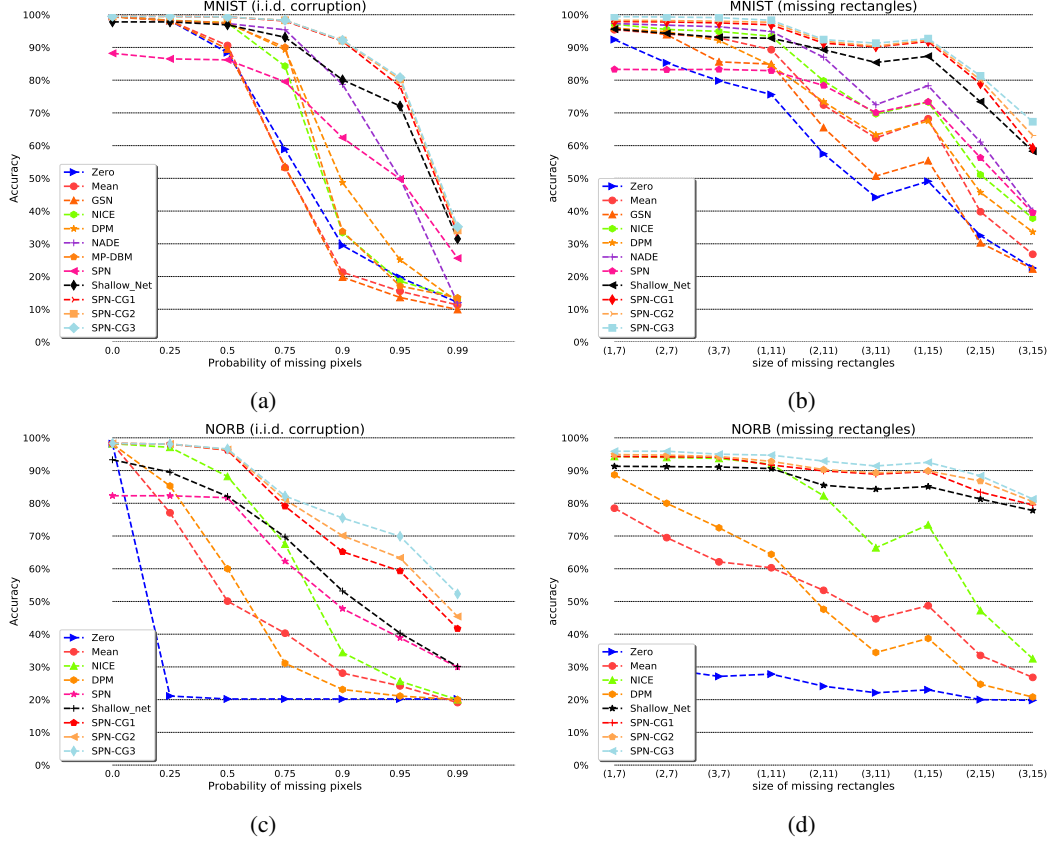 MNIST (i.i.d. corruption)
100%
90%
80%
70%
60%
50%
40%
30%
20%
10%
0%
Accuracy
Zero
Mean
GSN
NICE
DPM
NADE
MP-DBM
SPN
Shallow_Net
SPN-CG1
SPN-CG2
SPN-CG3
0.0 0.25 0.5 0.75 0.9 0.95 0.99
Probability of missing pixels
(a)
MNIST (missing rectangles)
100%
90%
80%
70%
60%
50%
40%
30%
20%
10%
0%
accuracy
Zero
Mean
GSN
NICE
DPM
NADE
SPN
Shallow_Net
SPN-CG1
SPN-CG2
SPN-CG3
(1,7) (2,7) (3,7) (1,11) (2,11) (3,11) (1,15) (2,15) (3,15)
size of missing rectangles
(b)
NORB (i.i.d. corruption)
100%
90%
80%
70%
60%
50%
40%
30%
20%
10%
0%
Accuracy
Zero
Mean
NICE
DPM
SPN
Shallow_net
SPN-CG1
SPN-CG2
SPN-CG3
0.0 0.25 0.5 0.75 0.9 0.95 0.99
Probability of missing pixels
(c)
NORB (missing rectangles)
100%
90%
80%
70%
60%
50%
40%
30%
20%
10%
0%
accuracy
Zero
Mean
NICE
DPM
Shallow_Net
SPN-CG1
SPN-CG2
SPN-CG3
(1,7) (2,7) (3,7) (1,11) (2,11) (3,11) (1,15) (2,15) (3,15)
size of missing rectangles
(d)